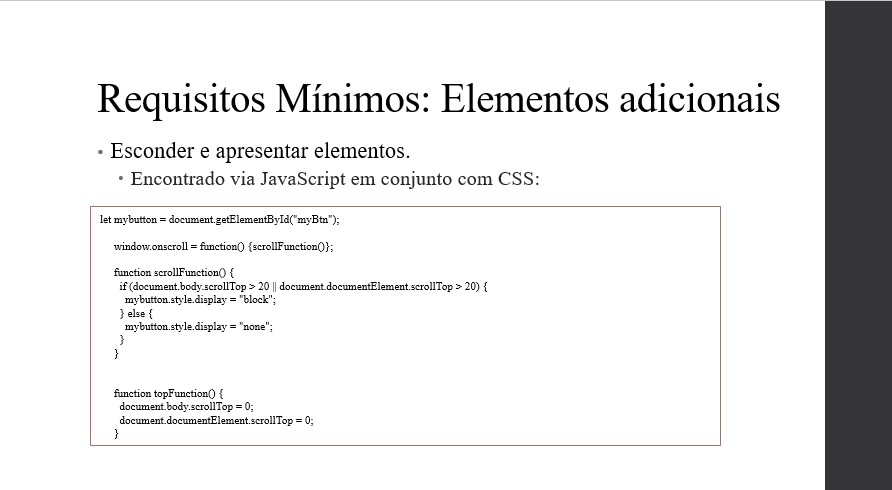 Requisitos Mínimos: Elementos adicionais
• Esconder e apresentar elementos.
• Encontrado via JavaScript em conjunto com CSS:
let mybutton = document.getElementById("myBtn");
window.onscroll = function() {scrollFunction()};
function scrollFunction() {
if (document.body.scrollTop > 20 || document.documentElement.scrollTop > 20) {
mybutton.style.display = "block";
} else {
mybutton.style.display = "none";
}
}
function topFunction() {
document.body.scrollTop = 0;
document.documentElement.scrollTop = 0;
}